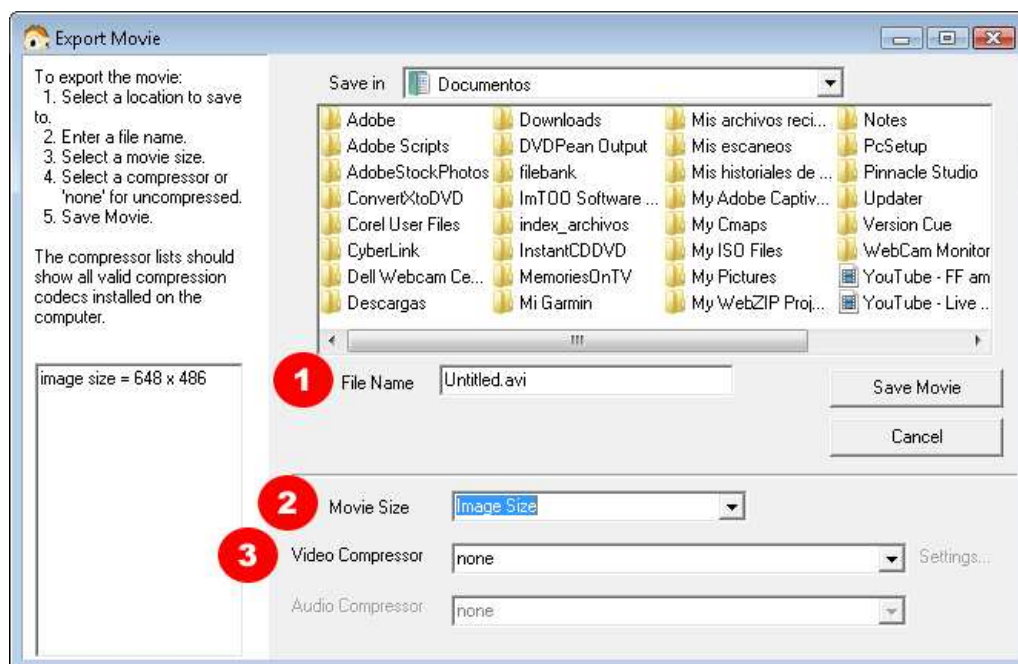 Export Movie
To export the movie:
1. Select a location to save
to.
2. Enter a file name.
3. Select a movie size.
4. Select a compressor or
'none' for uncompressed.
5. Save Movie.
The compressor lists should
show all valid compression
codecs installed on the
computer.
image size = 648 x 486
Save in Documentos
Adobe Downloads Mis archivos reci... Notes
Adobe Scripts DVDPean Output Mis escaneos PcSetup
AdobeStockPhotos filebank Mis historiales de ... Pinnacle Studio
ConvertXtoDVD ImTOO Software ... My Adobe Captiv... Updater
Corel User Files index_archivos My Cmaps Version Cue
CyberLink InstantCDDVD My ISO Files WebCam Monitor
Dell Webcam Ce... MemoriesOnTV My Pictures YouTube - FF am
Descargas Mi Garmin My WebZIP Proj... YouTube - Live ...
1 File Name Untitled.avi Save Movie
Cancel
2 Movie Size Image Size
3 Video Compressor none Settings...
Audio Compressor none